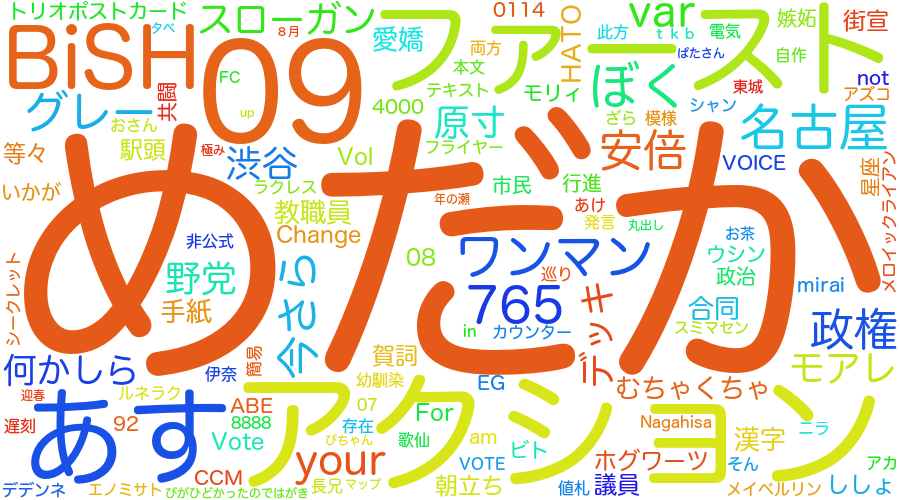 トリオポストカード
夕べ
スローガン
8月
愛嬌
0114
HATO
var
嫉妬
街宣
BiSH
09
ファーストアクション
此方
tkb
電気
両方
ぱたさん
自作
FC
本文
テキスト
ぼく
not
グレー
共闘
4000
モリィ
東城
シャン
アズコ
up
おさん
原寸
ざら
模様
名古屋
等々
駅頭
極み
渋谷
Vol
フライヤー
安倍
VOICE
星座
メロイックライアン
めだか
いかが
ラクレス
市民
行進
年の瀬
教職員
あけ
発言
丸出し
お茶
Change
非公式
08
ワンマン
ウシン
シークレット
野党
今さら
巡り
政治
手紙
765
デッキ
mirai
合同
in
カウンター
スミマセン
政権
何かしら
伊奈
簡易
賀詞
幼馴染
EG
モアレ
むちゃくちゃ
迎春
ルネラク
あす
ABE
07
For
Nagahisa
遅刻
92
8888
存在
Vote
歌仙
am
ビト
漢字
ニラ
ぴちゃん
your
VOTE
ホグワーツ
そん
アカ
デデンネ
エノミサト
CCM
長兄
マップ
朝立ち
値札
議員
メイベルリン
ししょ
びがひどかったのではがき